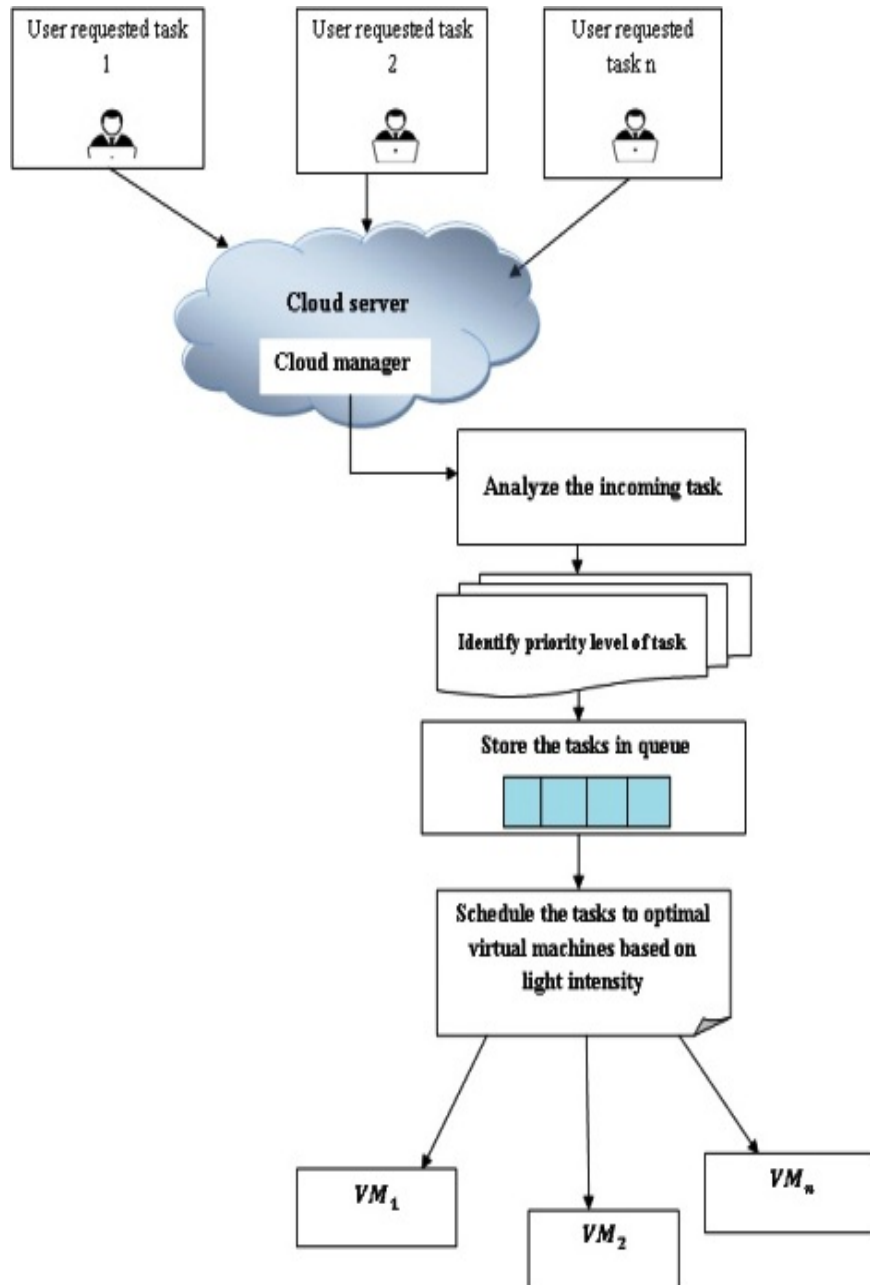 User requested task
1
User requested task
2
User requested
task n
Cloud server
Cloud manager
Analyze the incoming task
Identify priority level of task
Store the tasks in queue
Schedule the tasks to optimal
virtual machines based on
light intensity
VM₁
VM₂
VMₙ